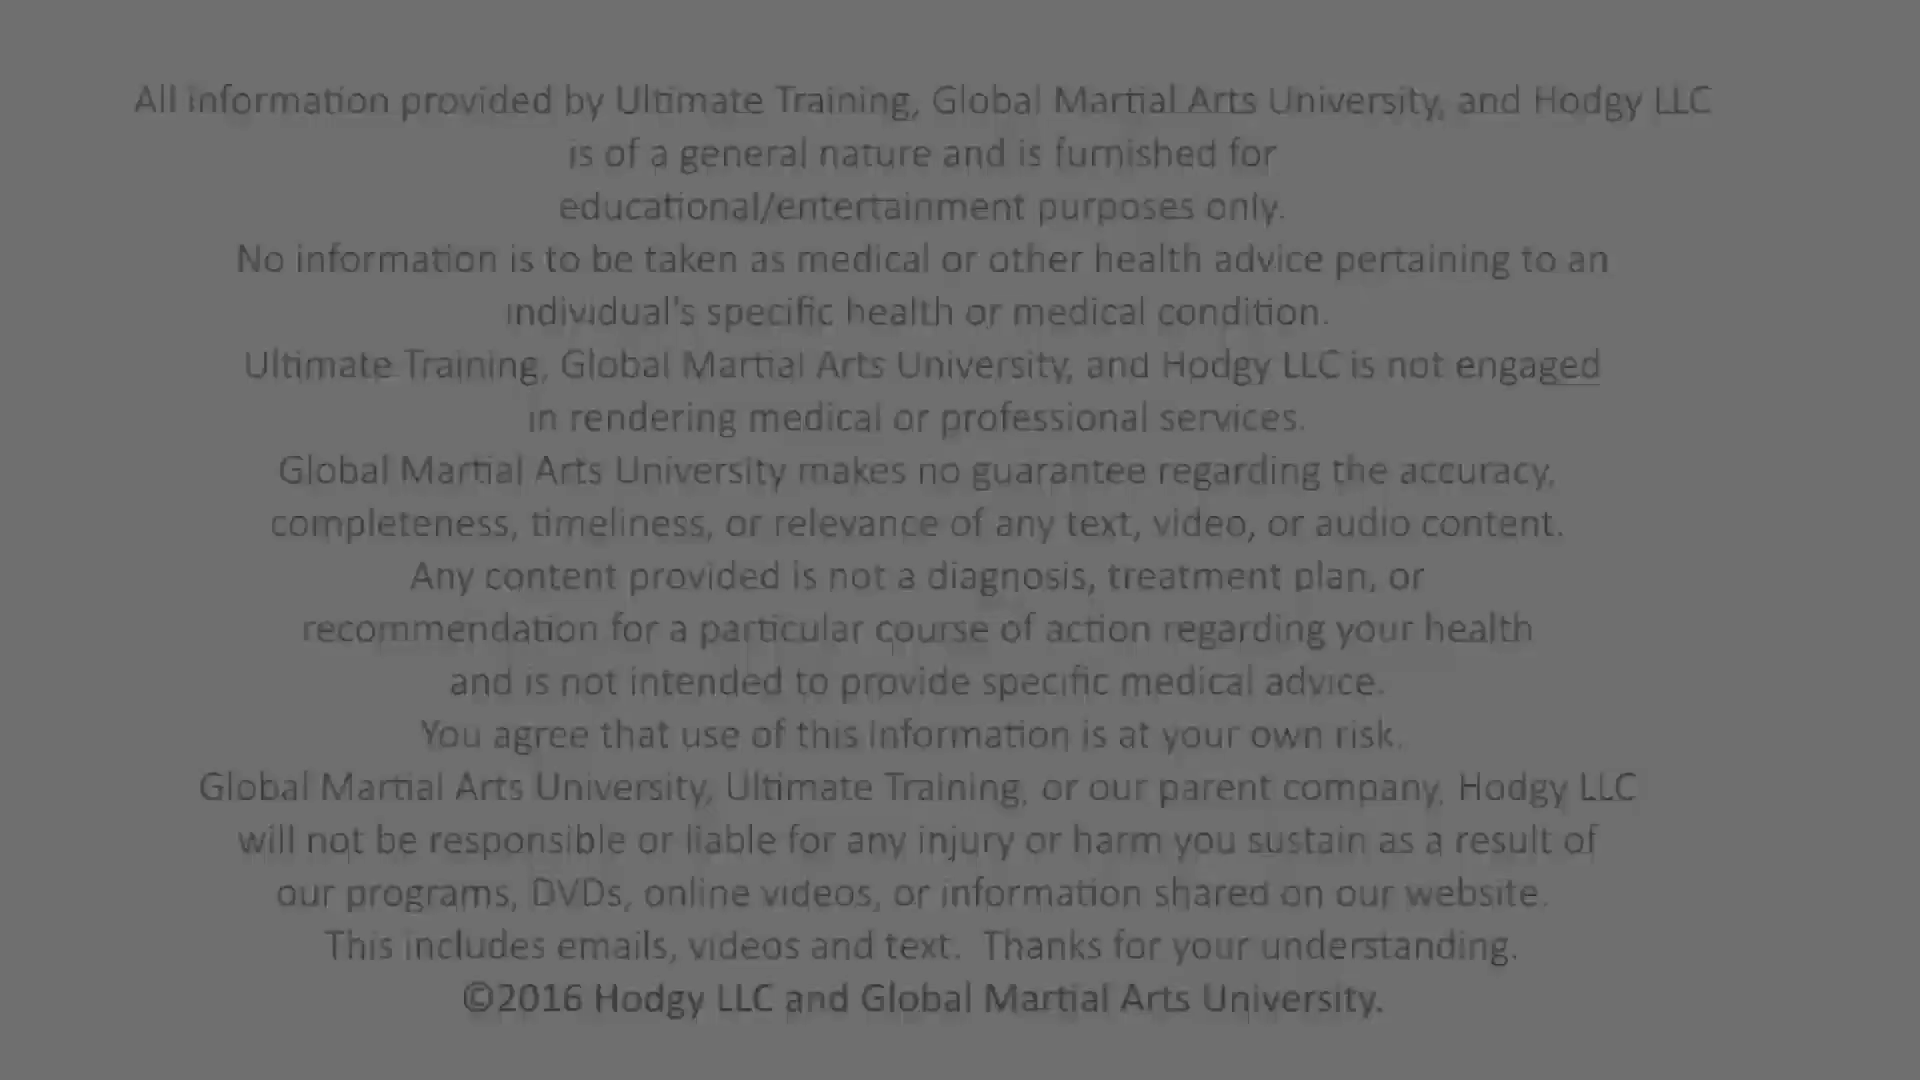 All information provided by Ultimate Training, Global Martial Arts University, and Hodgy LLC
is of a general nature and is furnished for
educational/entertainment purposes only.
No information is to be taken as medical or other health advice pertaining to an
individual's specific health or medical condition.
Ultimate Training, Global Martial Arts University, and Hodgy LLC is not engaged
in rendering medical or professional services.
Global Martial Arts University makes no guarantee regarding the accuracy,
completeness, timeliness, or relevance of any text, video, or audio content.
Any content provided is not a diagnosis, treatment plan, or
recommendation for a particular course of action regarding your health
and is not intended to provide specific medical advice.
You agree that use of this Information is at your own risk.
Global Martial Arts University, Ultimate Training, or our parent company, Hodgy LLC
will not be responsible or liable for any injury or harm you sustain as a result of
our programs, DVDs, online videos, or information shared on our website.
This includes emails, videos and text.  Thanks for your understanding.
©2016 Hodgy LLC and Global Martial Arts University.